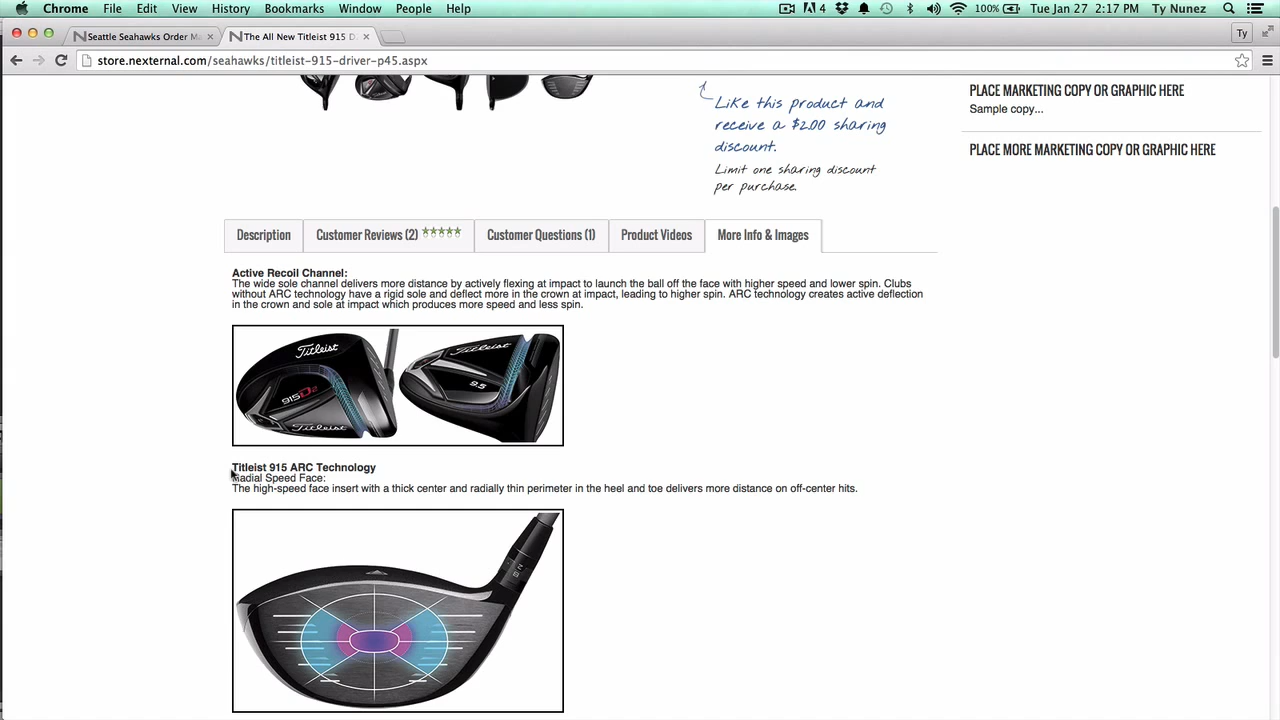 Chrome File Edit View History Bookmarks Window People Help 4 100% Tue Jan 27 2:17 PM Ty Nunez
Seattle Seahawks Order Ma × The All New Titleist 915 D × Ty
store.nexternal.com/seahawks/titleist-915-driver-p45.aspx
Like this product and
receive a $2.00 sharing
discount.
Limit one sharing discount
per purchase.
PLACE MARKETING COPY OR GRAPHIC HERE
Sample copy...
PLACE MORE MARKETING COPY OR GRAPHIC HERE
Description Customer Reviews (2) Customer Questions (1) Product Videos More Info & Images
Active Recoil Channel:
The wide sole channel delivers more distance by actively flexing at impact to launch the ball off the face with higher speed and lower spin. Clubs
without ARC technology have a rigid sole and deflect more in the crown at impact, leading to higher spin. ARC technology creates active deflection
in the crown and sole at impact which produces more speed and less spin.
Titleist
915D2
Titleist
Titleist
9.5
Titleist 915 ARC Technology
Radial Speed Face:
The high-speed face insert with a thick center and radially thin perimeter in the heel and toe delivers more distance on off-center hits.